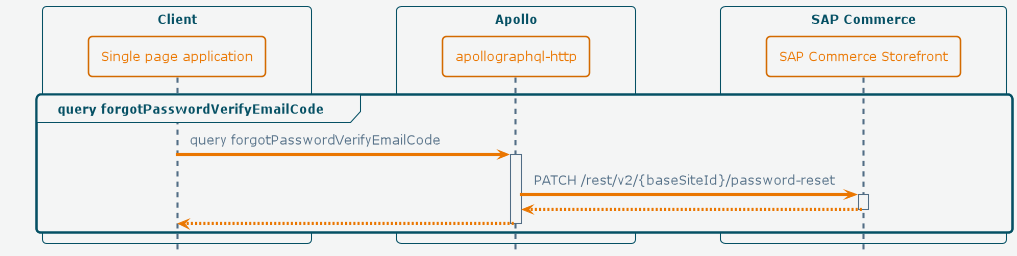 Client
Apollo
SAP Commerce
Single page application
apollographql-http
SAP Commerce Storefront
query forgotPasswordVerifyEmailCode
query forgotPasswordVerifyEmailCode
PATCH /rest/v2/{baseSiteId}/password-reset